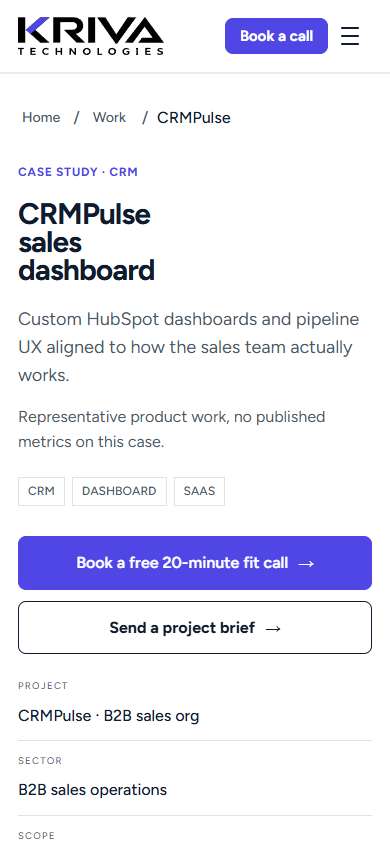 KRIVA
TECHNOLOGIES
Book a call
Home / Work / CRMPulse
CASE STUDY · CRM
CRMPulse
sales
dashboard
Custom HubSpot dashboards and pipeline
UX aligned to how the sales team actually
works.
Representative product work, no published
metrics on this case.
CRM DASHBOARD SAAS
Book a free 20-minute fit call →
Send a project brief →
PROJECT
CRMPulse · B2B sales org
SECTOR
B2B sales operations
SCOPE